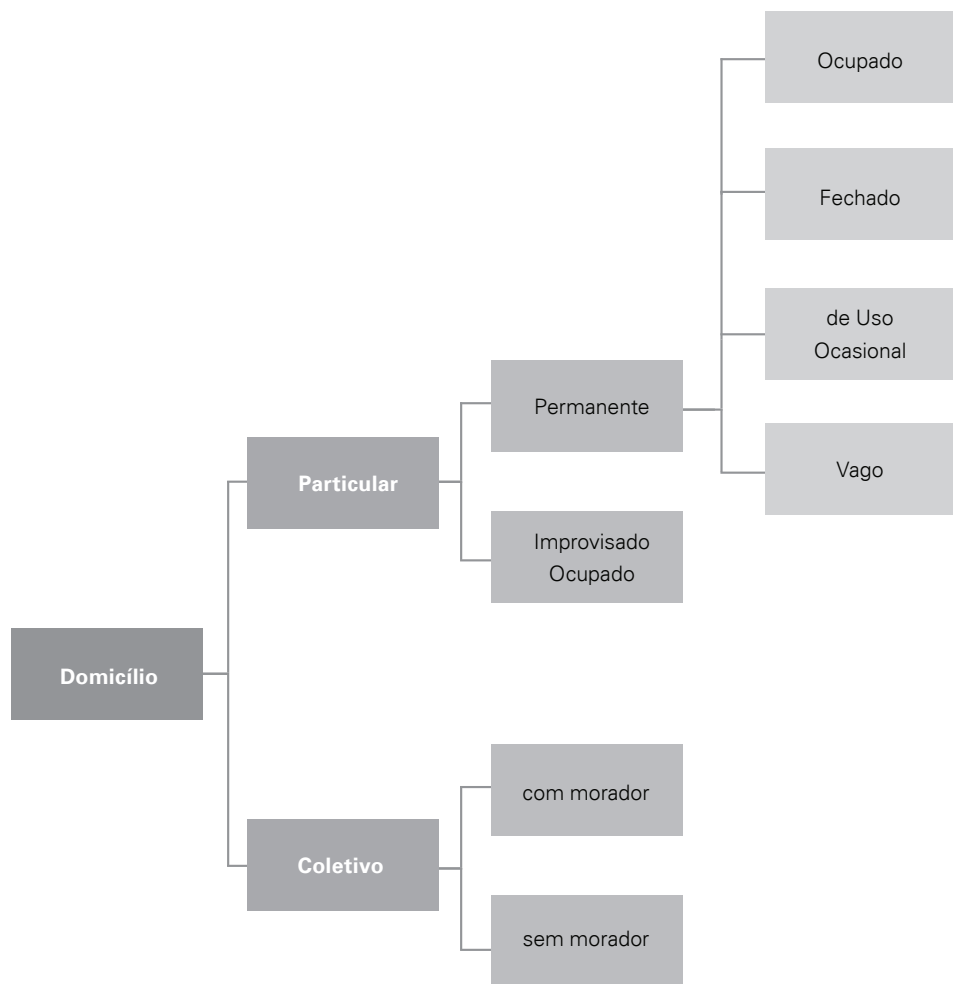 Ocupado
Fechado
de Uso
Ocasional
Permanente
Vago
Particular
Improvisado
Ocupado
Domicílio
com morador
Coletivo
sem morador